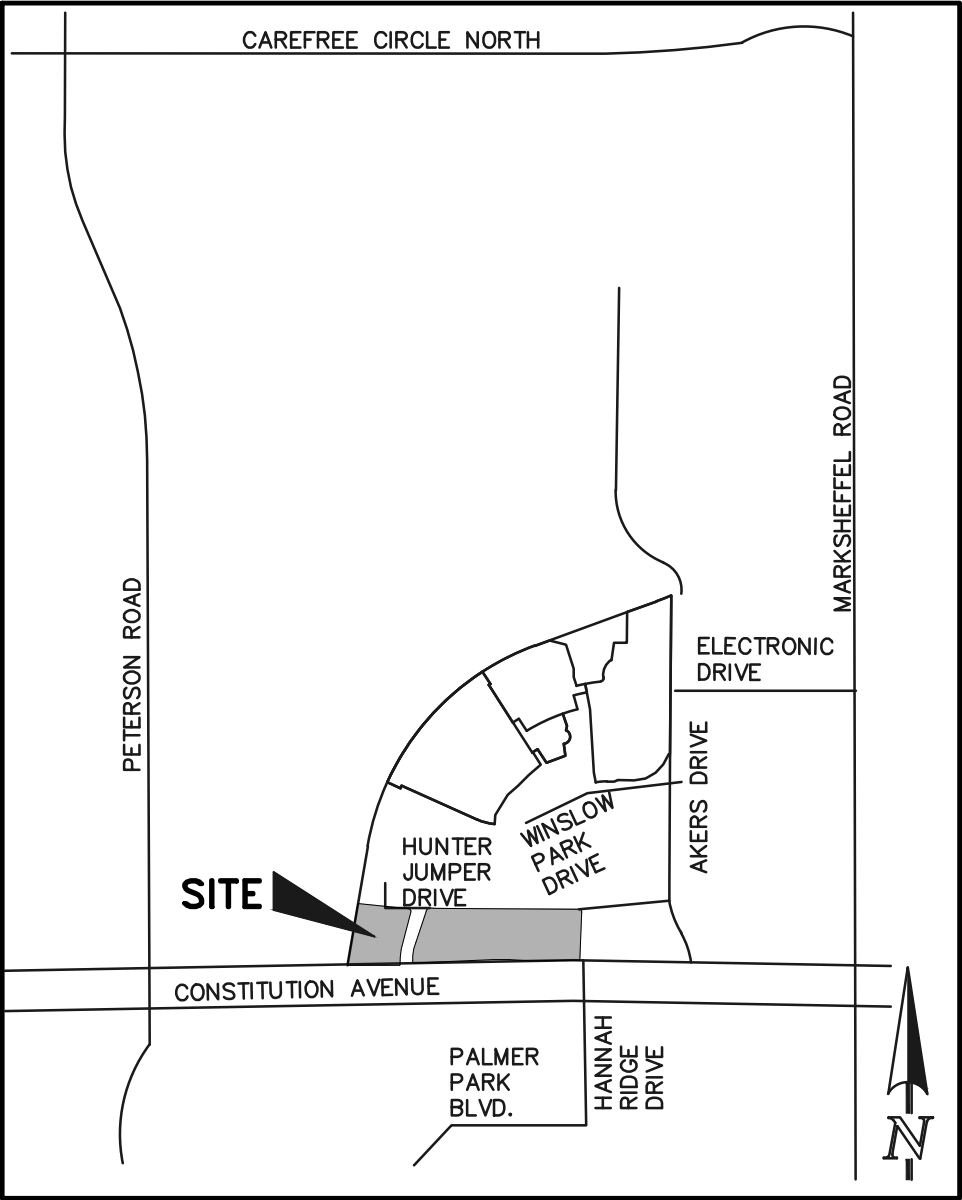 CAREFREE CIRCLE NORTH
MARKSHEFFEL ROAD
PETERSON ROAD
ELECTRONIC
DRIVE
AKERS DRIVE
WINSLOW
PARK
DRIVE
HUNTER
JUMPER
DRIVE
SITE
CONSTITUTION AVENUE
PALMER
PARK
BLVD.
HANNAH
RIDGE
DRIVE
N